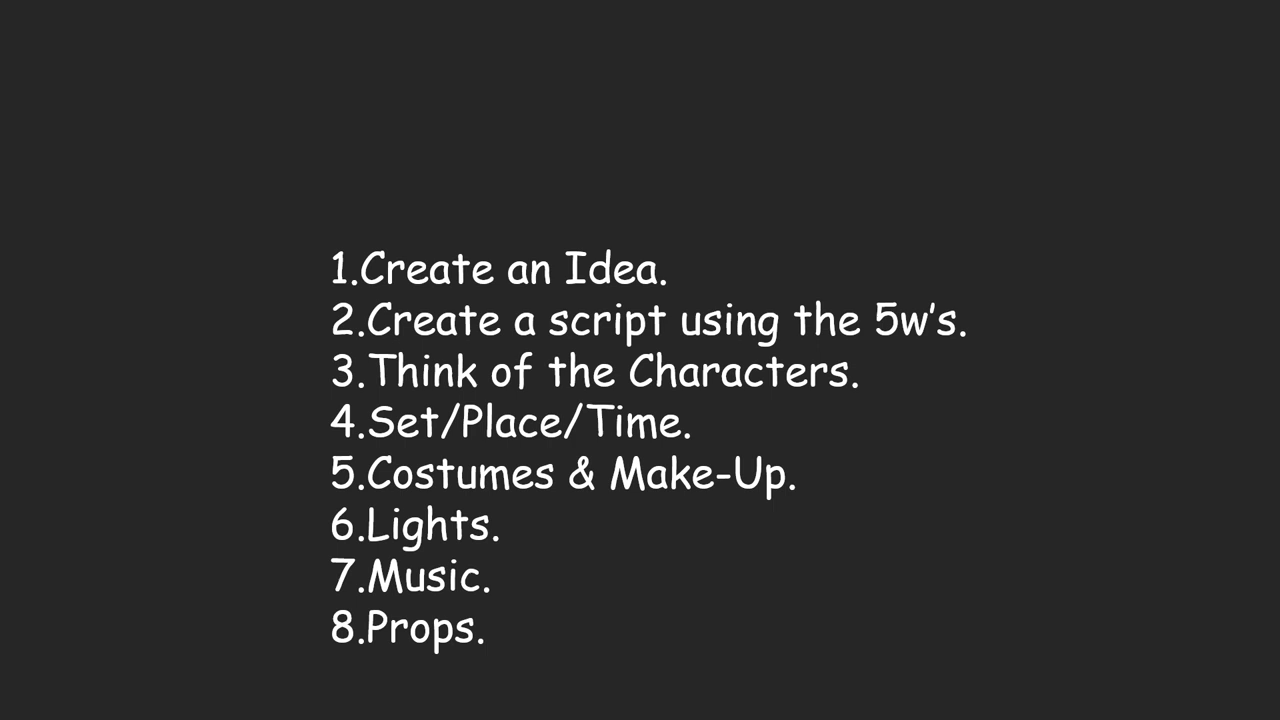 1.Create an Idea.
2.Create a script using the 5w's.
3.Think of the Characters.
4.Set/Place/Time.
5.Costumes & Make-Up.
6.Lights.
7.Music.
8.Props.